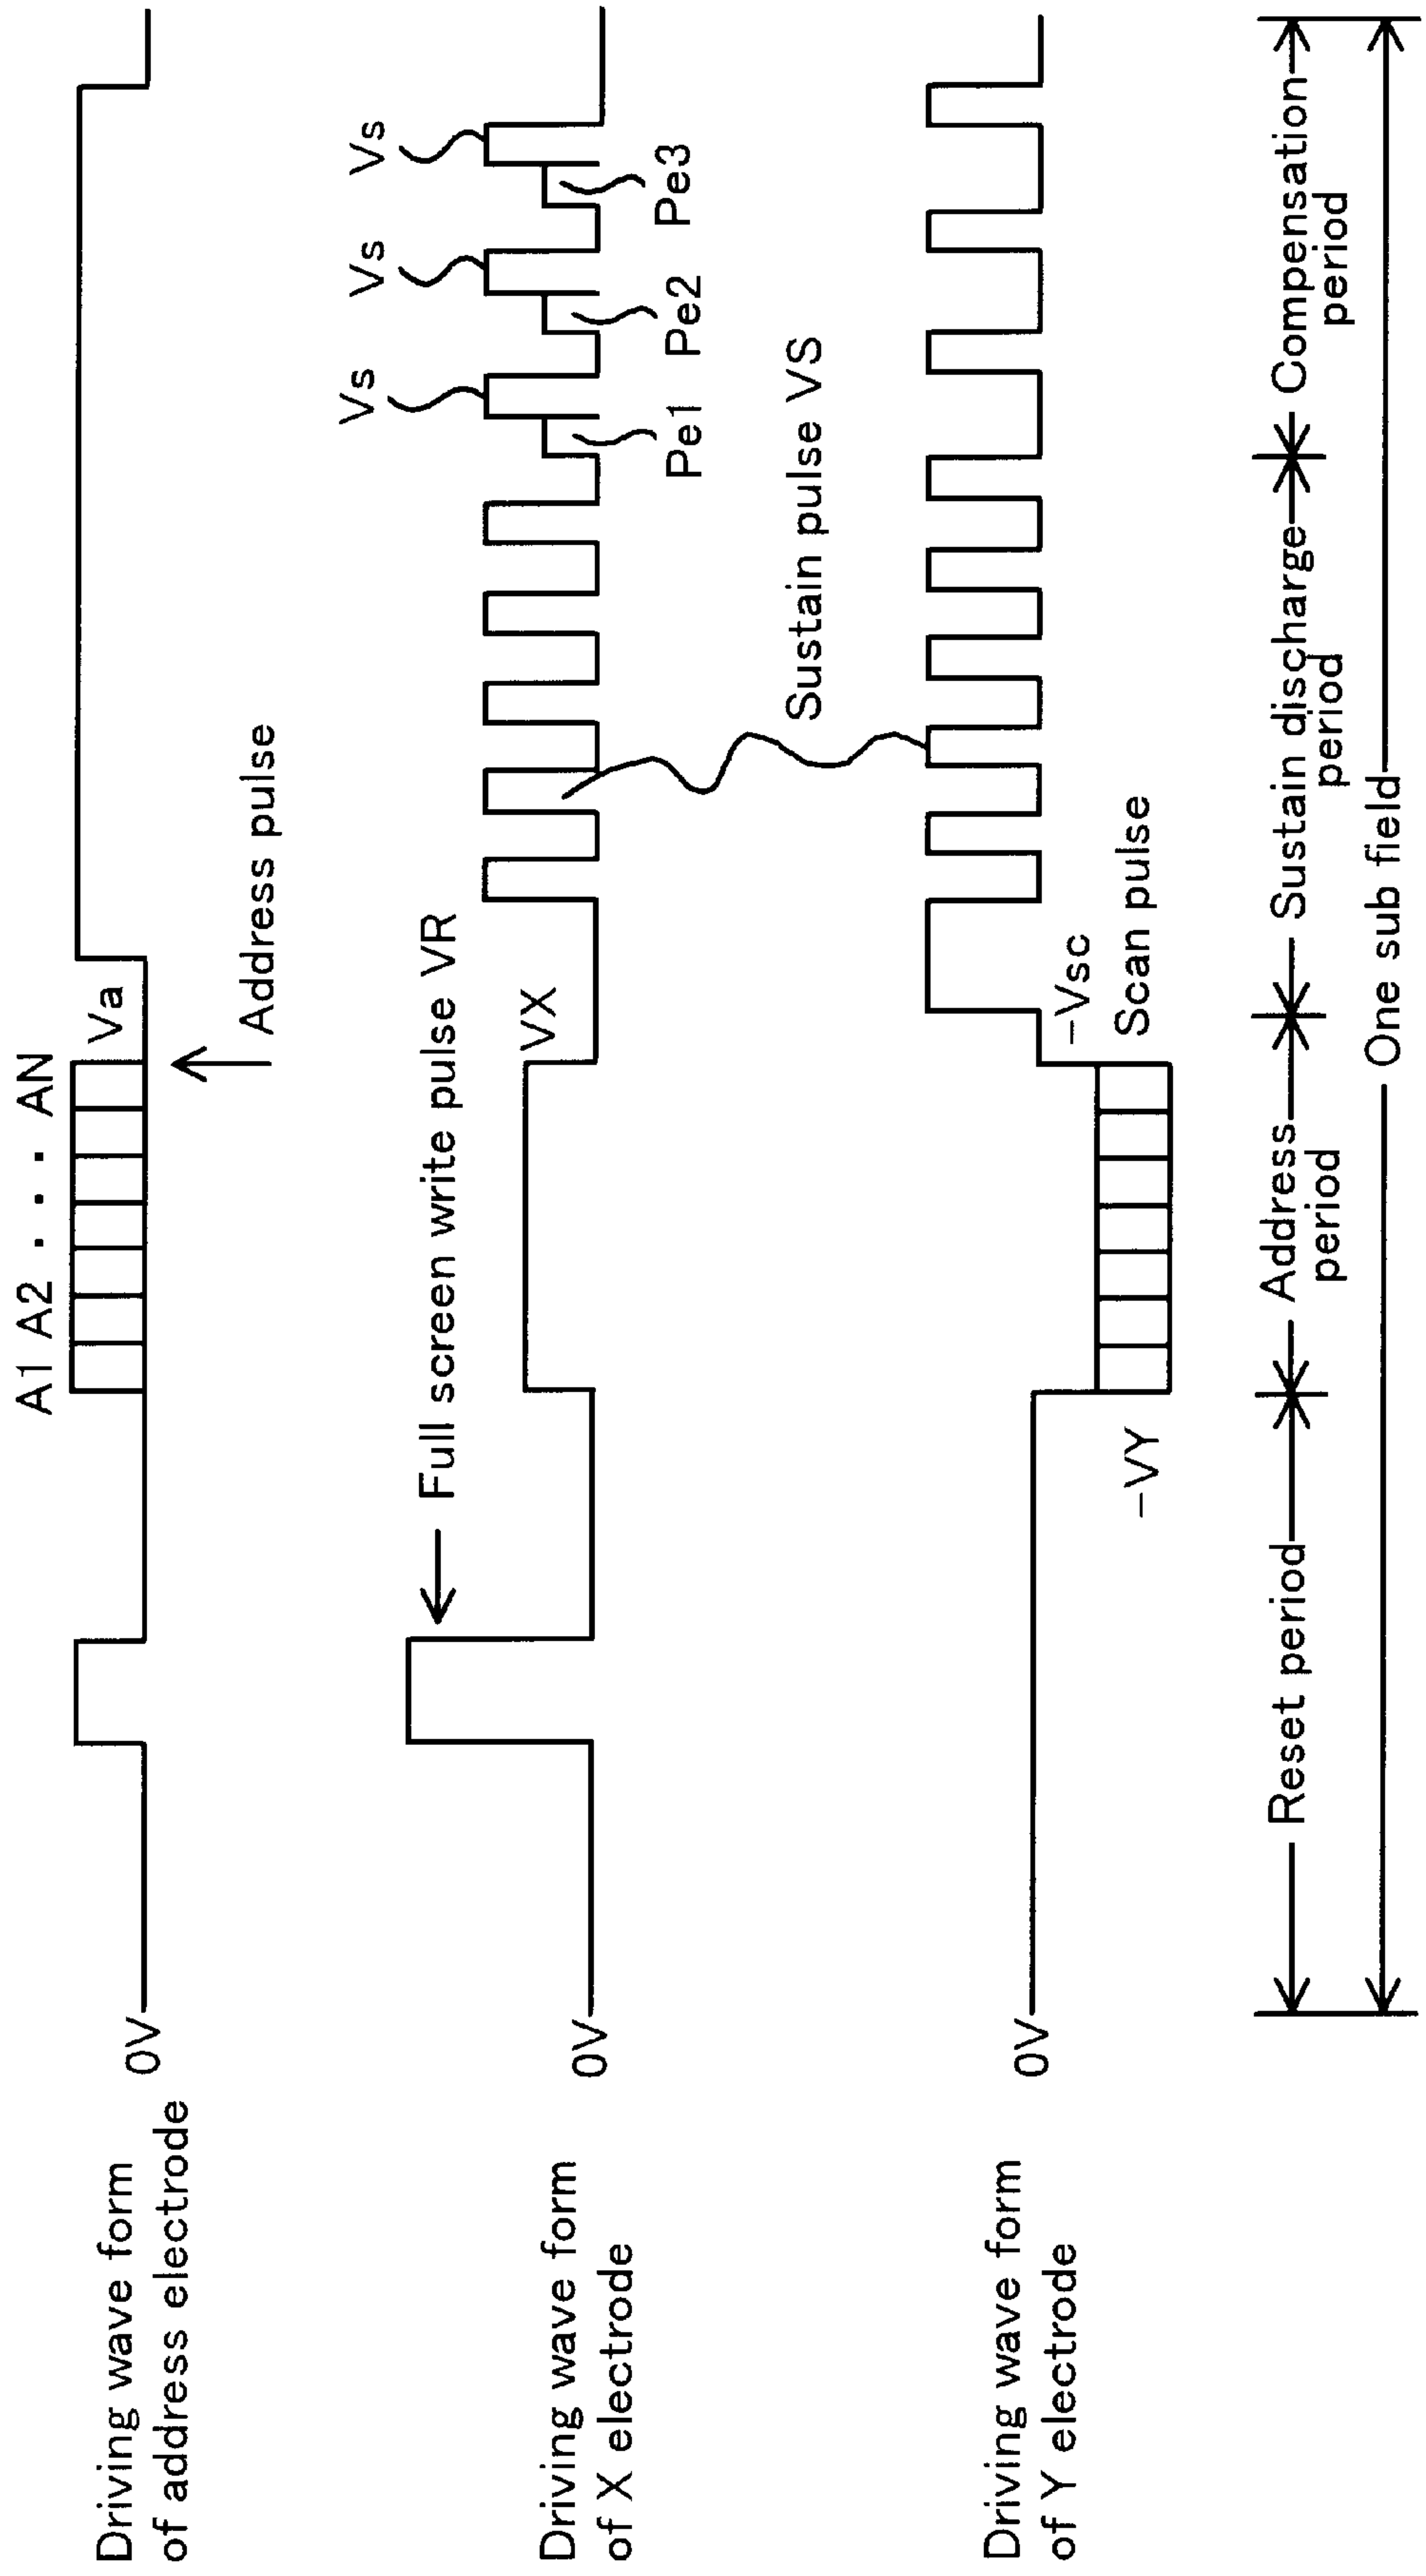 Driving wave form
of address electrode
0V
A1 A2 · · · AN
Va
Address pulse
Driving wave form
of X electrode
0V
Full screen write pulse VR
VX
Vs
Vs
Vs
Pe1
Pe2
Pe3
Sustain pulse VS
Driving wave form
of Y electrode
0V
-VY
-Vsc
Scan pulse
Reset period
Address
period
Sustain discharge
period
Compensation
period
One sub field